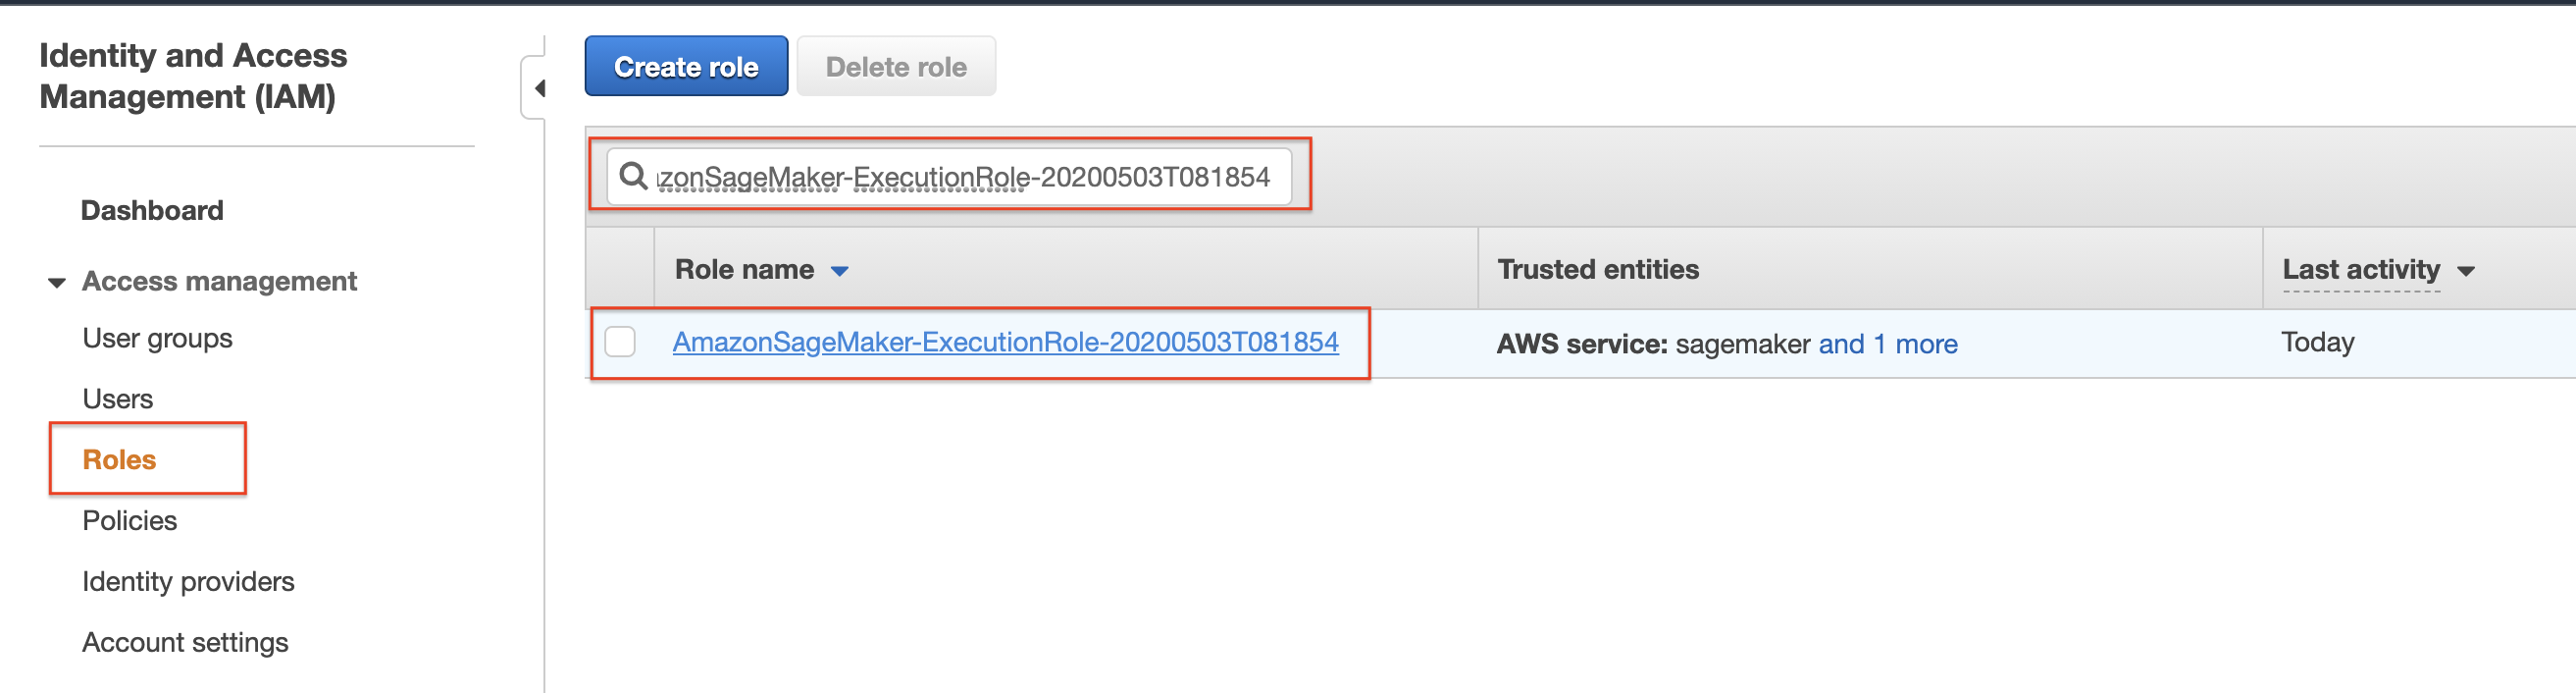 Identity and Access
Management (IAM)
Dashboard
Access management
User groups
Users
Roles
Policies
Identity providers
Account settings
Create role Delete role
zonSageMaker-ExecutionRole-20200503T081854
Role name Trusted entities Last activity
AmazonSageMaker-ExecutionRole-20200503T081854 AWS service: sagemaker and 1 more Today